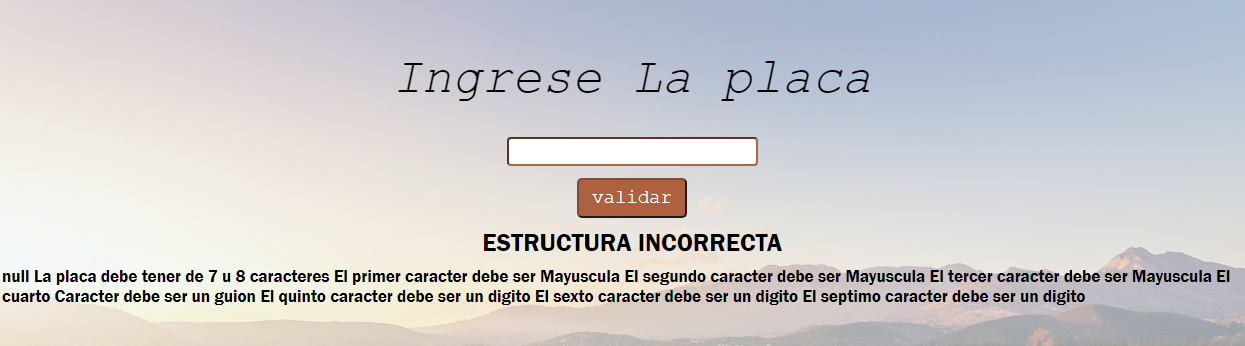 Ingrese La placa
validar
ESTRUCTURA INCORRECTA
null La placa debe tener de 7 u 8 caracteres El primer caracter debe ser Mayuscula El segundo caracter debe ser Mayuscula El tercer caracter debe ser Mayuscula El
cuarto Caracter debe ser un guion El quinto caracter debe ser un digito El sexto caracter debe ser un digito El septimo caracter debe ser un digito